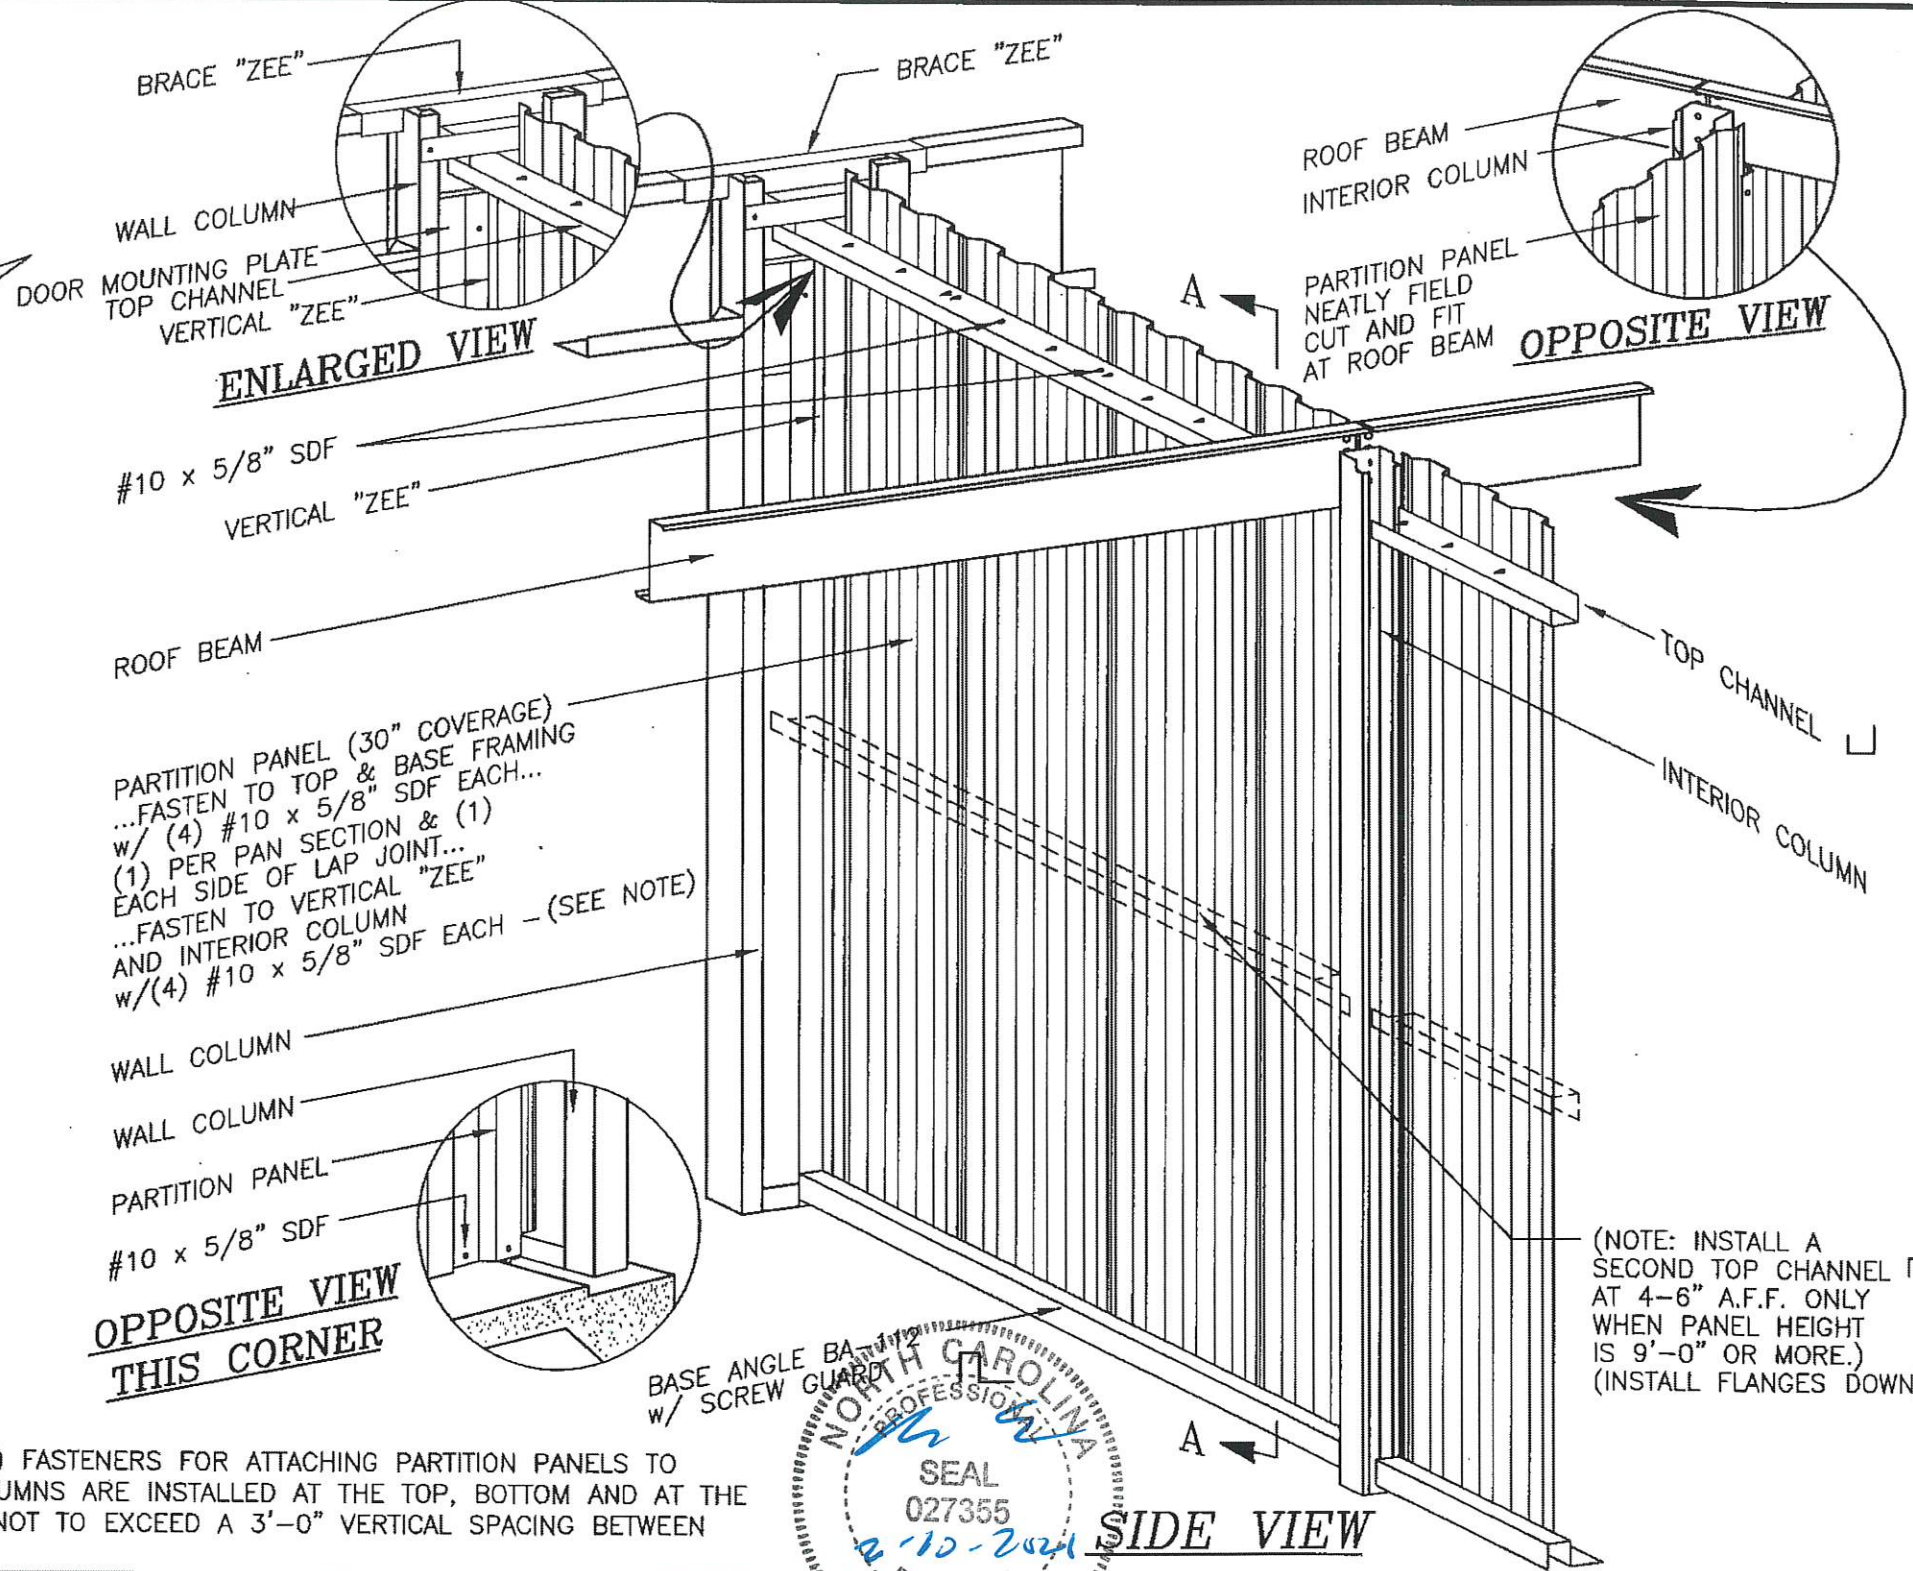 BRACE "ZEE"
WALL COLUMN
DOOR MOUNTING PLATE
TOP CHANNEL
VERTICAL "ZEE"
ENLARGED VIEW
BRACE "ZEE"
ROOF BEAM
INTERIOR COLUMN
PARTITION PANEL
NEATLY FIELD
CUT AND FIT
AT ROOF BEAM
OPPOSITE VIEW
A
#10 x 5/8" SDF
VERTICAL "ZEE"
ROOF BEAM
TOP CHANNEL
INTERIOR COLUMN
PARTITION PANEL (30" COVERAGE)
...FASTEN TO TOP & BASE FRAMING
w/ (4) #10 x 5/8" SDF EACH...
(1) PER PAN SECTION & (1)
EACH SIDE OF LAP JOINT...
...FASTEN TO VERTICAL "ZEE"
AND INTERIOR COLUMN
w/(4) #10 x 5/8" SDF EACH - (SEE NOTE)
WALL COLUMN
WALL COLUMN
PARTITION PANEL
#10 x 5/8" SDF
OPPOSITE VIEW
THIS CORNER
(NOTE: INSTALL A
SECOND TOP CHANNEL
AT 4-6" A.F.F. ONLY
WHEN PANEL HEIGHT
IS 9'-0" OR MORE.)
(INSTALL FLANGES DOWN
BASE ANGLE
w/ SCREW GUARD
NORTH CAROLINA
PROFESSIONAL
SEAL
027355
2-10-2021
A
SIDE VIEW
FASTENERS FOR ATTACHING PARTITION PANELS TO
UMNS ARE INSTALLED AT THE TOP, BOTTOM AND AT THE
NOT TO EXCEED A 3'-0" VERTICAL SPACING BETWEEN